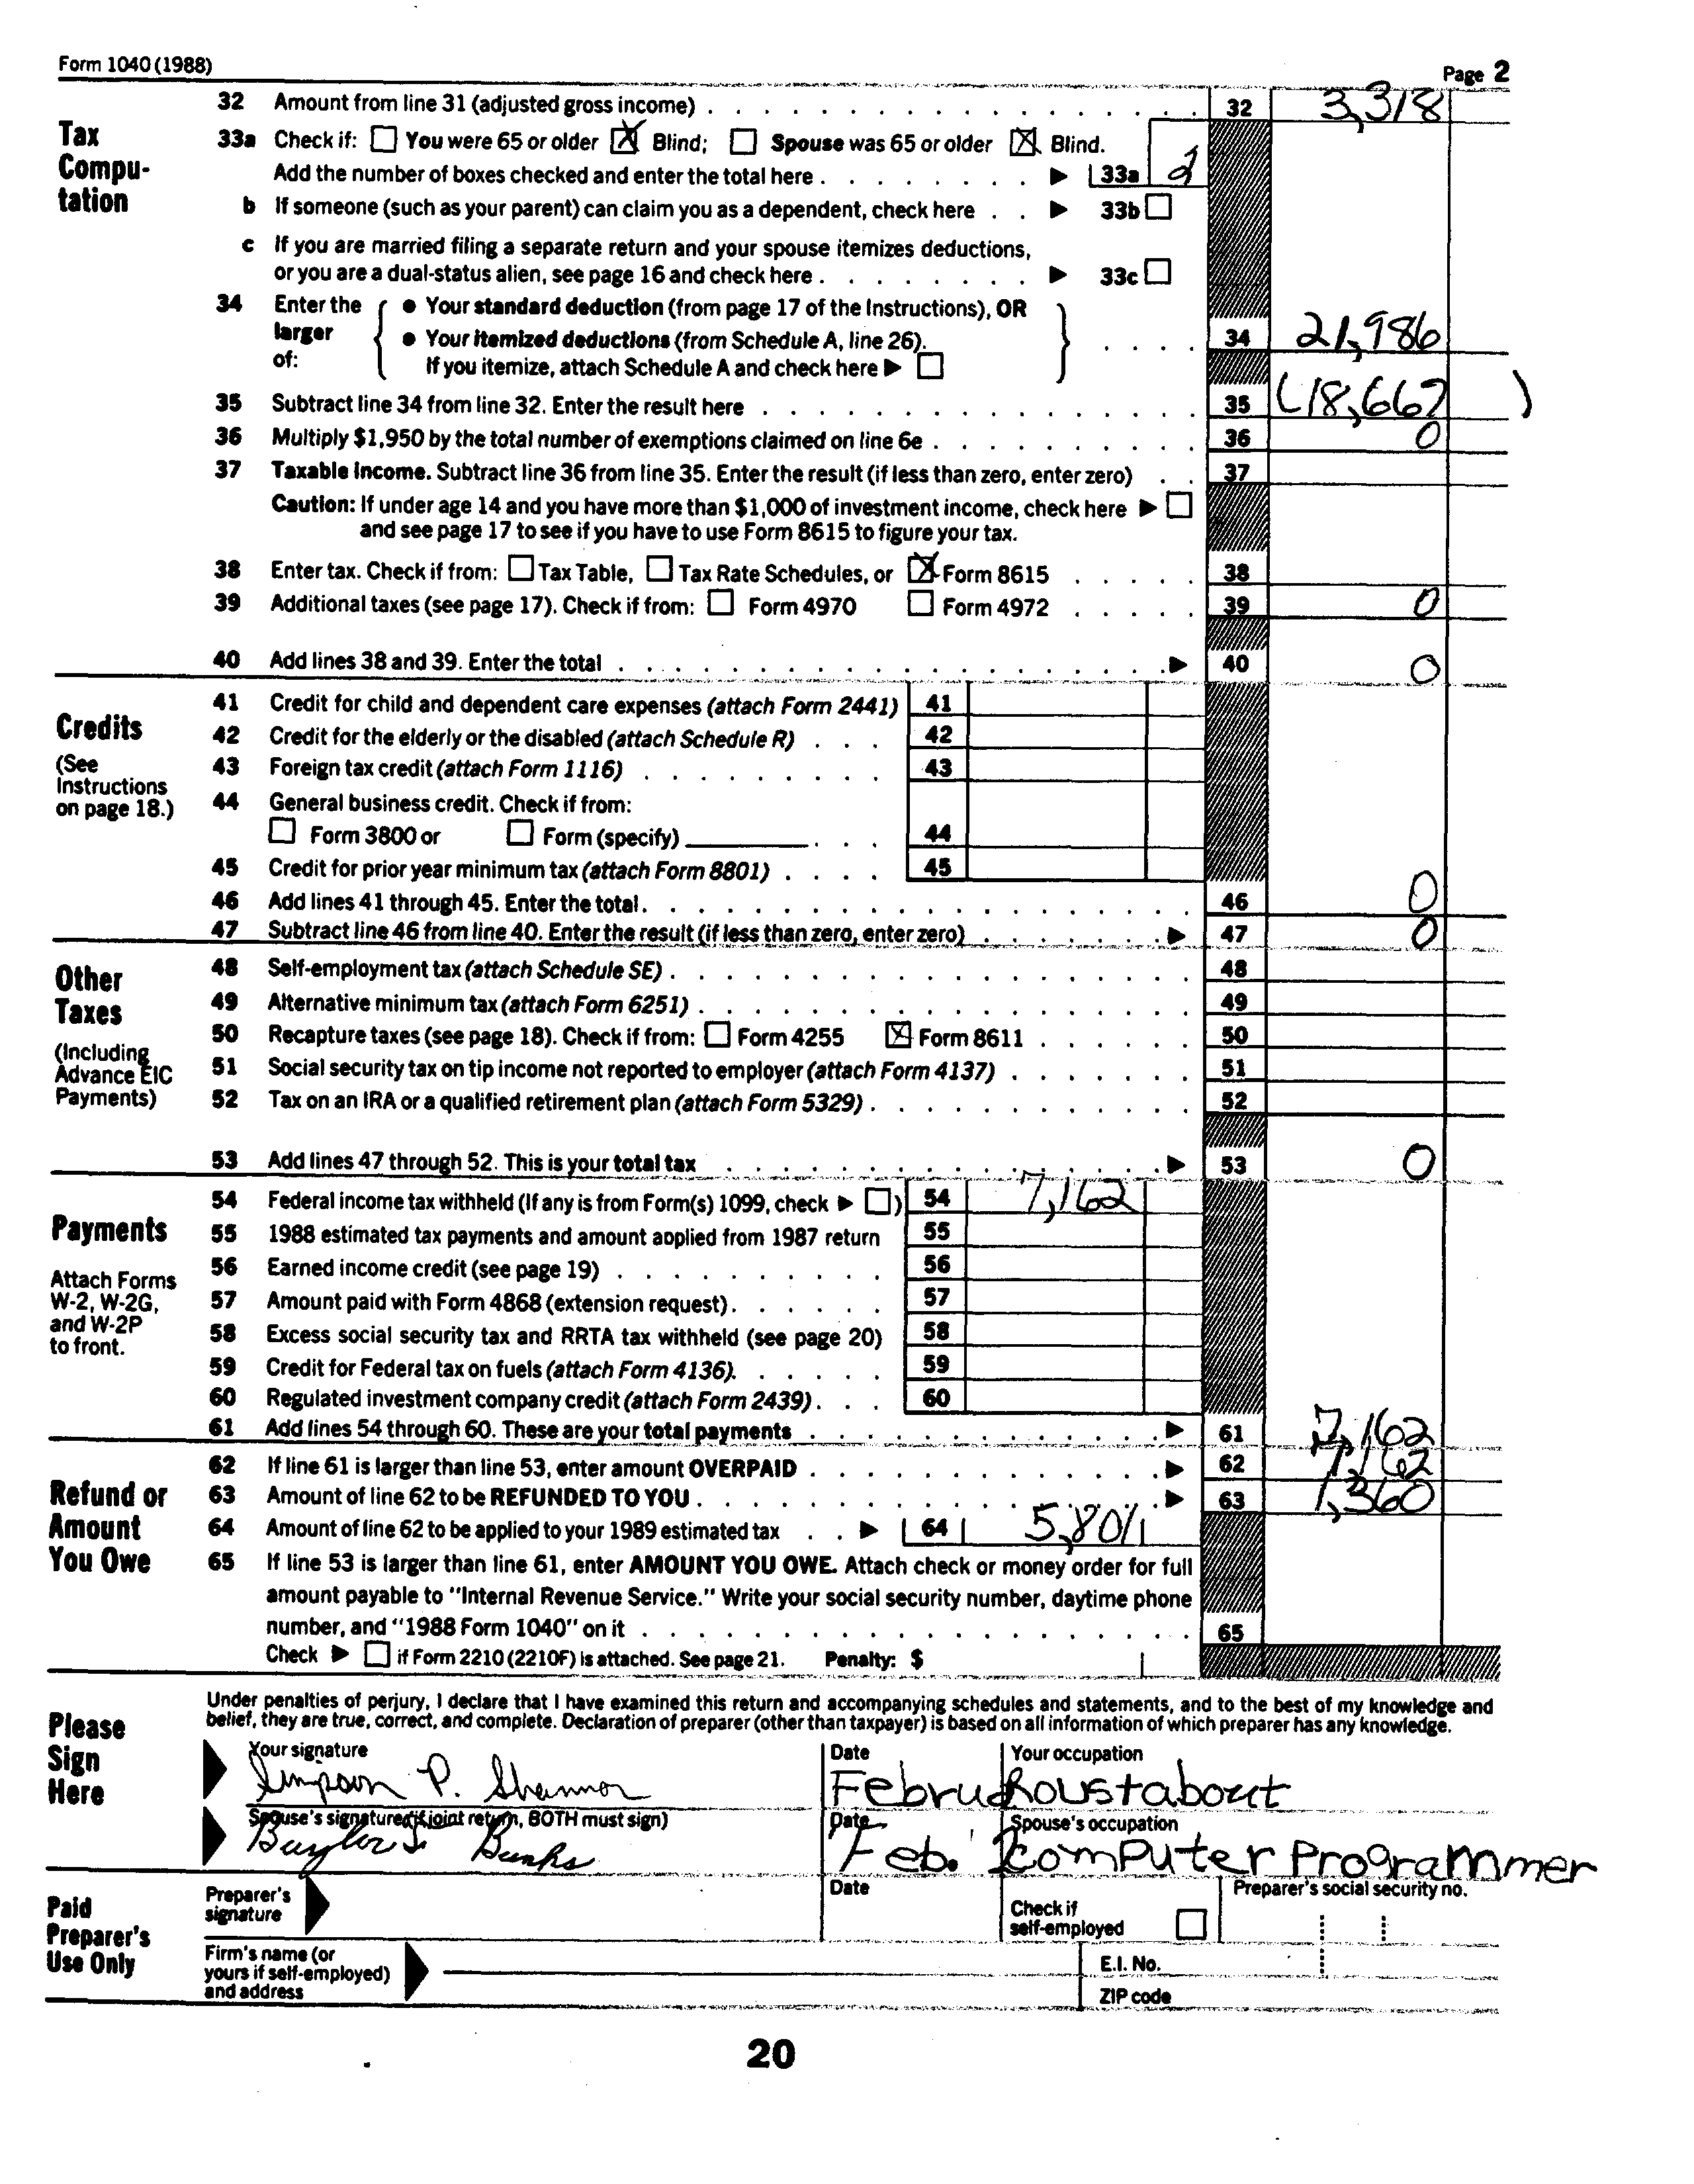 Form 1040 (1988)
Page 2
Tax Compu-tation
32 Amount from line 31 (adjusted gross income) 32 3,318
33a Check if: You were 65 or older X Blind; Spouse was 65 or older X Blind.
Add the number of boxes checked and enter the total here 33a 2
b If someone (such as your parent) can claim you as a dependent, check here 33b
c If you are married filing a separate return and your spouse itemizes deductions,
or you are a dual-status alien, see page 16 and check here 33c
34 Enter the larger of:
• Your standard deduction (from page 17 of the Instructions), OR
• Your itemized deductions (from Schedule A, line 26).
If you itemize, attach Schedule A and check here
34 21,986
35 Subtract line 34 from line 32. Enter the result here 35 (18,667)
36 Multiply $1,950 by the total number of exemptions claimed on line 6e 36 0
37 Taxable Income. Subtract line 36 from line 35. Enter the result (if less than zero, enter zero) 37
Caution: If under age 14 and you have more than $1,000 of investment income, check here
and see page 17 to see if you have to use Form 8615 to figure your tax.
38 Enter tax. Check if from: Tax Table, Tax Rate Schedules, or X Form 8615 38
39 Additional taxes (see page 17). Check if from: Form 4970 Form 4972 39 0
40 Add lines 38 and 39. Enter the total 40 0
Credits
(See Instructions on page 18.)
41 Credit for child and dependent care expenses (attach Form 2441) 41
42 Credit for the elderly or the disabled (attach Schedule R) 42
43 Foreign tax credit (attach Form 1116) 43
44 General business credit. Check if from:
Form 3800 or Form (specify) 44
45 Credit for prior year minimum tax (attach Form 8801) 45
46 Add lines 41 through 45. Enter the total 46 0
47 Subtract line 46 from line 40. Enter the result (if less than zero, enter zero) 47 0
Other Taxes
(Including Advance EIC Payments)
48 Self-employment tax (attach Schedule SE) 48
49 Alternative minimum tax (attach Form 6251) 49
50 Recapture taxes (see page 18). Check if from: Form 4255 X Form 8611 50
51 Social security tax on tip income not reported to employer (attach Form 4137) 51
52 Tax on an IRA or a qualified retirement plan (attach Form 5329) 52
53 Add lines 47 through 52. This is your total tax 53 0
Payments
Attach Forms W-2, W-2G, and W-2P to front.
54 Federal income tax withheld (If any is from Form(s) 1099, check ) 54 7,162
55 1988 estimated tax payments and amount applied from 1987 return 55
56 Earned income credit (see page 19) 56
57 Amount paid with Form 4868 (extension request) 57
58 Excess social security tax and RRTA tax withheld (see page 20) 58
59 Credit for Federal tax on fuels (attach Form 4136) 59
60 Regulated investment company credit (attach Form 2439) 60
61 Add lines 54 through 60. These are your total payments 61 7,162
Refund or Amount You Owe
62 If line 61 is larger than line 53, enter amount OVERPAID 62 7,162
63 Amount of line 62 to be REFUNDED TO YOU 63 1,360
64 Amount of line 62 to be applied to your 1989 estimated tax 64 5,801
65 If line 53 is larger than line 61, enter AMOUNT YOU OWE. Attach check or money order for full
amount payable to "Internal Revenue Service." Write your social security number, daytime phone
number, and "1988 Form 1040" on it 65
Check if Form 2210 (2210F) is attached. See page 21. Penalty: $
Please Sign Here
Under penalties of perjury, I declare that I have examined this return and accompanying schedules and statements, and to the best of my knowledge and
belief, they are true, correct, and complete. Declaration of preparer (other than taxpayer) is based on all information of which preparer has any knowledge.
Your signature Date Your occupation
Simpson P. Shannon Febru Roustabout
Spouse's signature (if joint return, BOTH must sign) Date Spouse's occupation
Baylor J. Bunks Feb. computer Programmer
Paid Preparer's Use Only
Preparer's signature Date Check if self-employed Preparer's social security no.
Firm's name (or yours if self-employed) and address E.I. No.
ZIP code
20